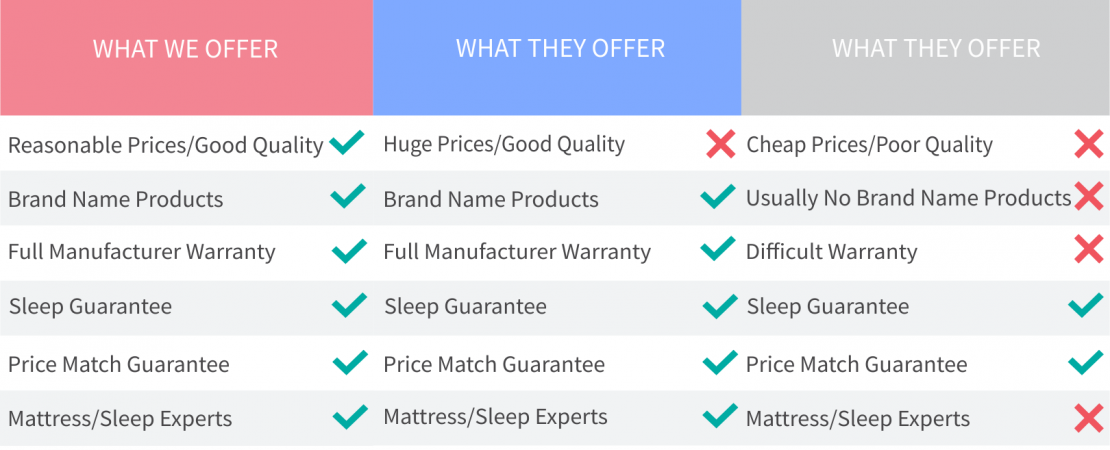 WHAT WE OFFER
WHAT THEY OFFER
WHAT THEY OFFER
Reasonable Prices/Good Quality
Huge Prices/Good Quality
Cheap Prices/Poor Quality
Brand Name Products
Brand Name Products
Usually No Brand Name Products
Full Manufacturer Warranty
Full Manufacturer Warranty
Difficult Warranty
Sleep Guarantee
Sleep Guarantee
Sleep Guarantee
Price Match Guarantee
Price Match Guarantee
Price Match Guarantee
Mattress/Sleep Experts
Mattress/Sleep Experts
Mattress/Sleep Experts